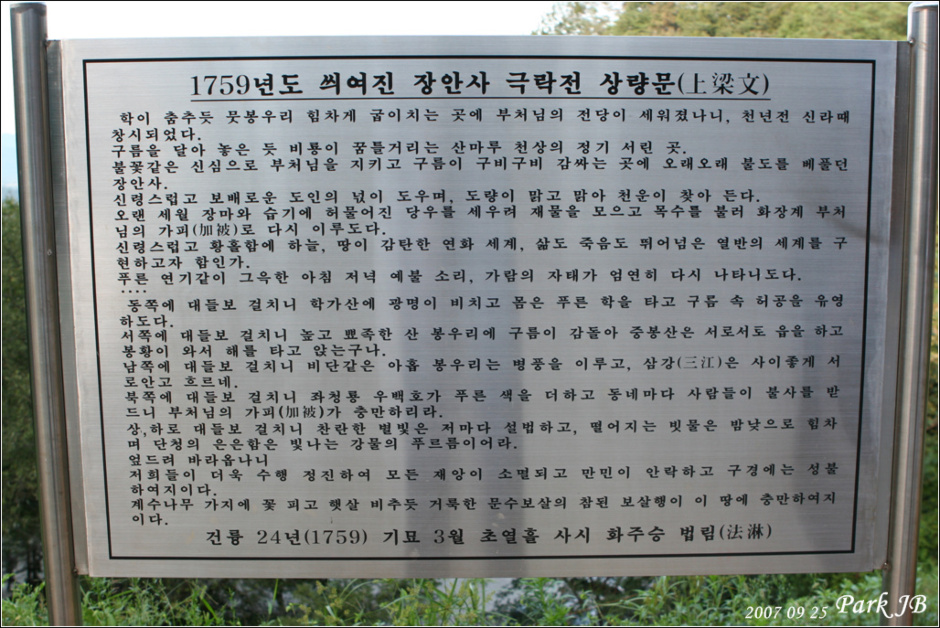 1759년도 씌여진 장안사 극락전 상량문(上梁文)
학이 춤추듯 뭇봉우리 힘차게 굽이치는 곳에 부처님의 전당이 세워졌나니, 천년전 신라때
창시되었다.
구름을 달아 놓은 듯 비룡이 꿈틀거리는 산마루 천상의 정기 서린 곳.
불꽃같은 신심으로 부처님을 지키고 구름이 구비구비 감싸는 곳에 오래오래 불도를 베풀던
장안사.
신령스럽고 보배로운 도인의 넋이 도우며, 도량이 맑고 맑아 천운이 찾아 든다.
오랜 세월 장마와 습기에 허물어진 당우를 세우려 재물을 모으고 목수를 불러 화장계 부처
님의 가피(加被)로 다시 이루도다.
신령스럽고 황홀함에 하늘, 땅이 감탄한 연화 세계, 삶도 죽음도 뛰어넘은 열반의 세계를 구
현하고자 함인가.
푸른 연기같이 그윽한 아침 저녁 예불 소리, 가람의 자태가 엄연히 다시 나타니도다.
....
동쪽에 대들보 걸치니 학가산에 광명이 비치고 몸은 푸른 학을 타고 구름 속 허공을 유영
하도다.
서쪽에 대들보 걸치니 높고 뾰족한 산 봉우리에 구름이 감돌아 중봉산은 서로서로 읍을 하고
봉황이 와서 해를 타고 앉는구나.
남쪽에 대들보 걸치니 비단같은 아홉 봉우리는 병풍을 이루고, 삼강(三江)은 사이좋게 서
로안고 흐르네.
북쪽에 대들보 걸치니 좌청룡 우백호가 푸른 색을 더하고 동네마다 사람들이 불사를 받
드니 부처님의 가피(加被)가 충만하리라.
상,하로 대들보 걸치니 찬란한 별빛은 저마다 설법하고, 떨어지는 빗물은 밤낮으로 힘차
며 단청의 은은함은 빛나는 강물의 푸르름이어라.
엎드려 바라옵나니
저희들이 더욱 수행 정진하여 모든 재앙이 소멸되고 만민이 안락하고 구경에는 성불
하여지이다.
계수나무 가지에 꽃 피고 햇살 비추듯 거룩한 문수보살의 참된 보살행이 이 땅에 충만하여지
이다.
건륭 24년(1759) 기묘 3월 초열흘 사시 화주승 법림(法淋)
2007 09 25 Park JB